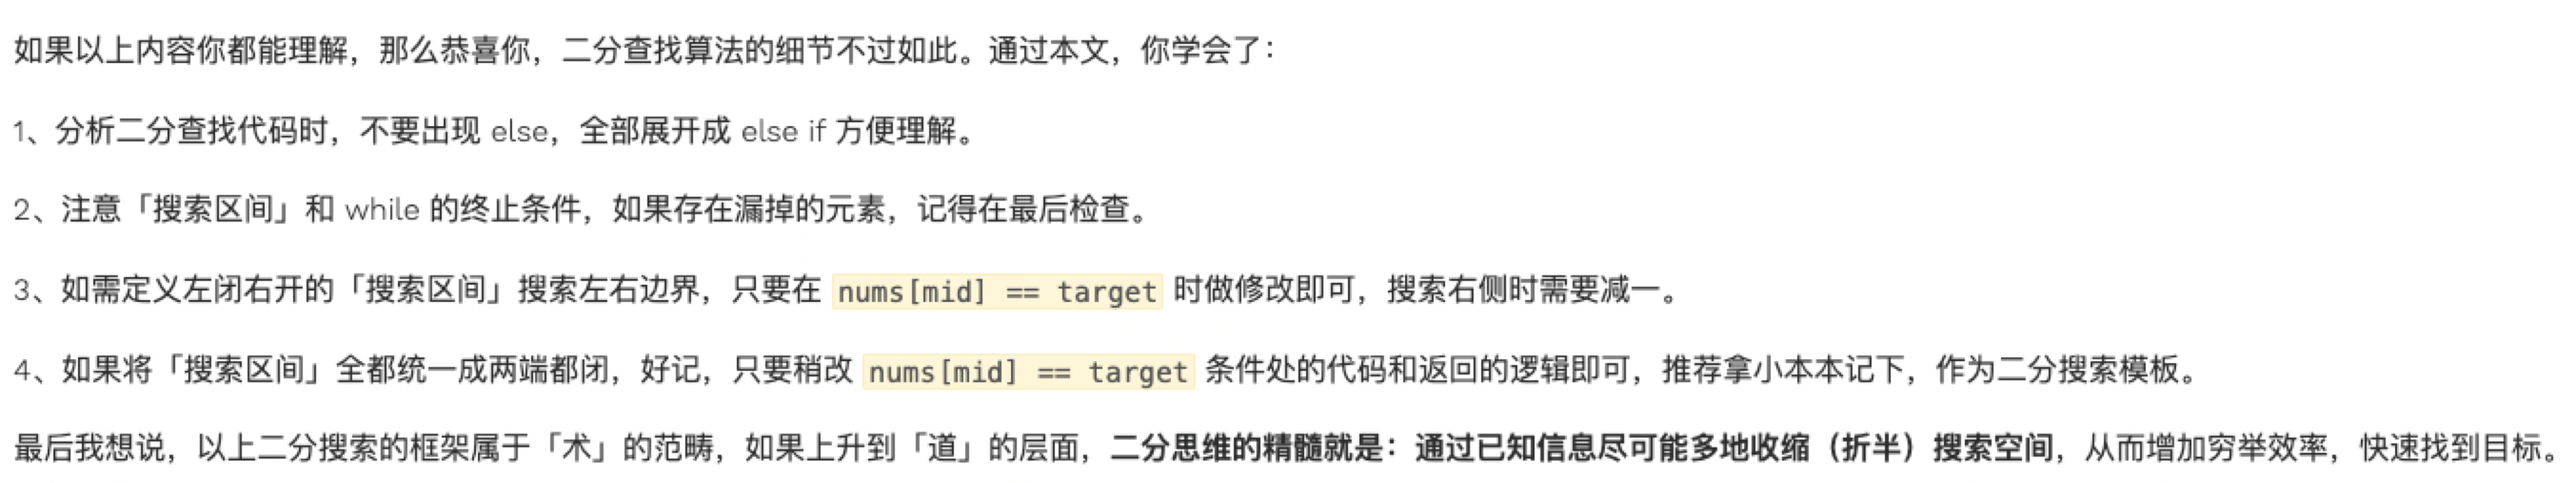 如果以上内容你都能理解，那么恭喜你，二分查找算法的细节不过如此。通过本文，你学会了：
1、分析二分查找代码时，不要出现 else，全部展开成 else if 方便理解。
2、注意「搜索区间」和 while 的终止条件，如果存在漏掉的元素，记得在最后检查。
3、如需定义左闭右开的「搜索区间」搜索左右边界，只要在 nums[mid] == target 时做修改即可，搜索右侧时需要减一。
4、如果将「搜索区间」全都统一成两端都闭，好记，只要稍改 nums[mid] == target 条件处的代码和返回的逻辑即可，推荐拿小本本记下，作为二分搜索模板。
最后我想说，以上二分搜索的框架属于「术」的范畴，如果上升到「道」的层面，二分思维的精髓就是：通过已知信息尽可能多地收缩（折半）搜索空间，从而增加穷举效率，快速找到目标。